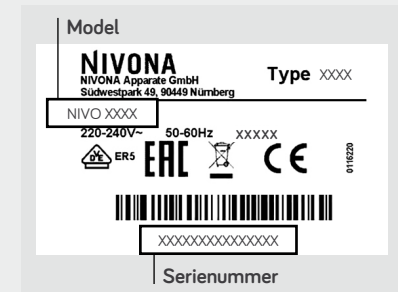 Model
NIVONA
NIVONA Apparate GmbH
Südwestpark 49, 90449 Nürnberg
Type XXXX
NIVO XXXX
220-240V~ 50-60Hz XXXXX
VDE ER5 EAC CE
0116220
XXXXXXXXXXXXXXX
Serienummer